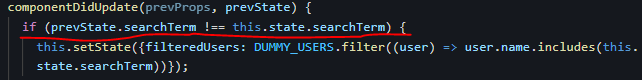 componentDidUpdate(prevProps, prevState) {
if (prevState.searchTerm !== this.state.searchTerm) {
this.setState({filteredUsers: DUMMY_USERS.filter((user) => user.name.includes(this.
state.searchTerm))});